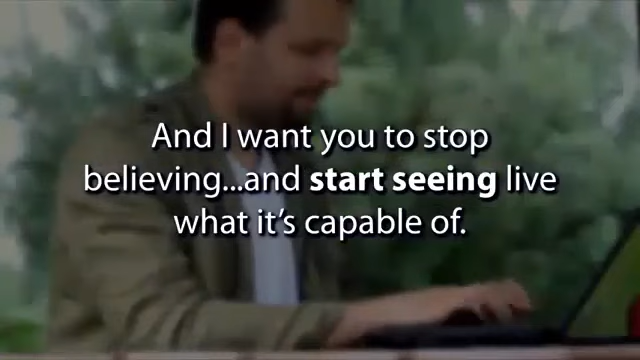 And I want you to stop
believing...and start seeing live
what it's capable of.